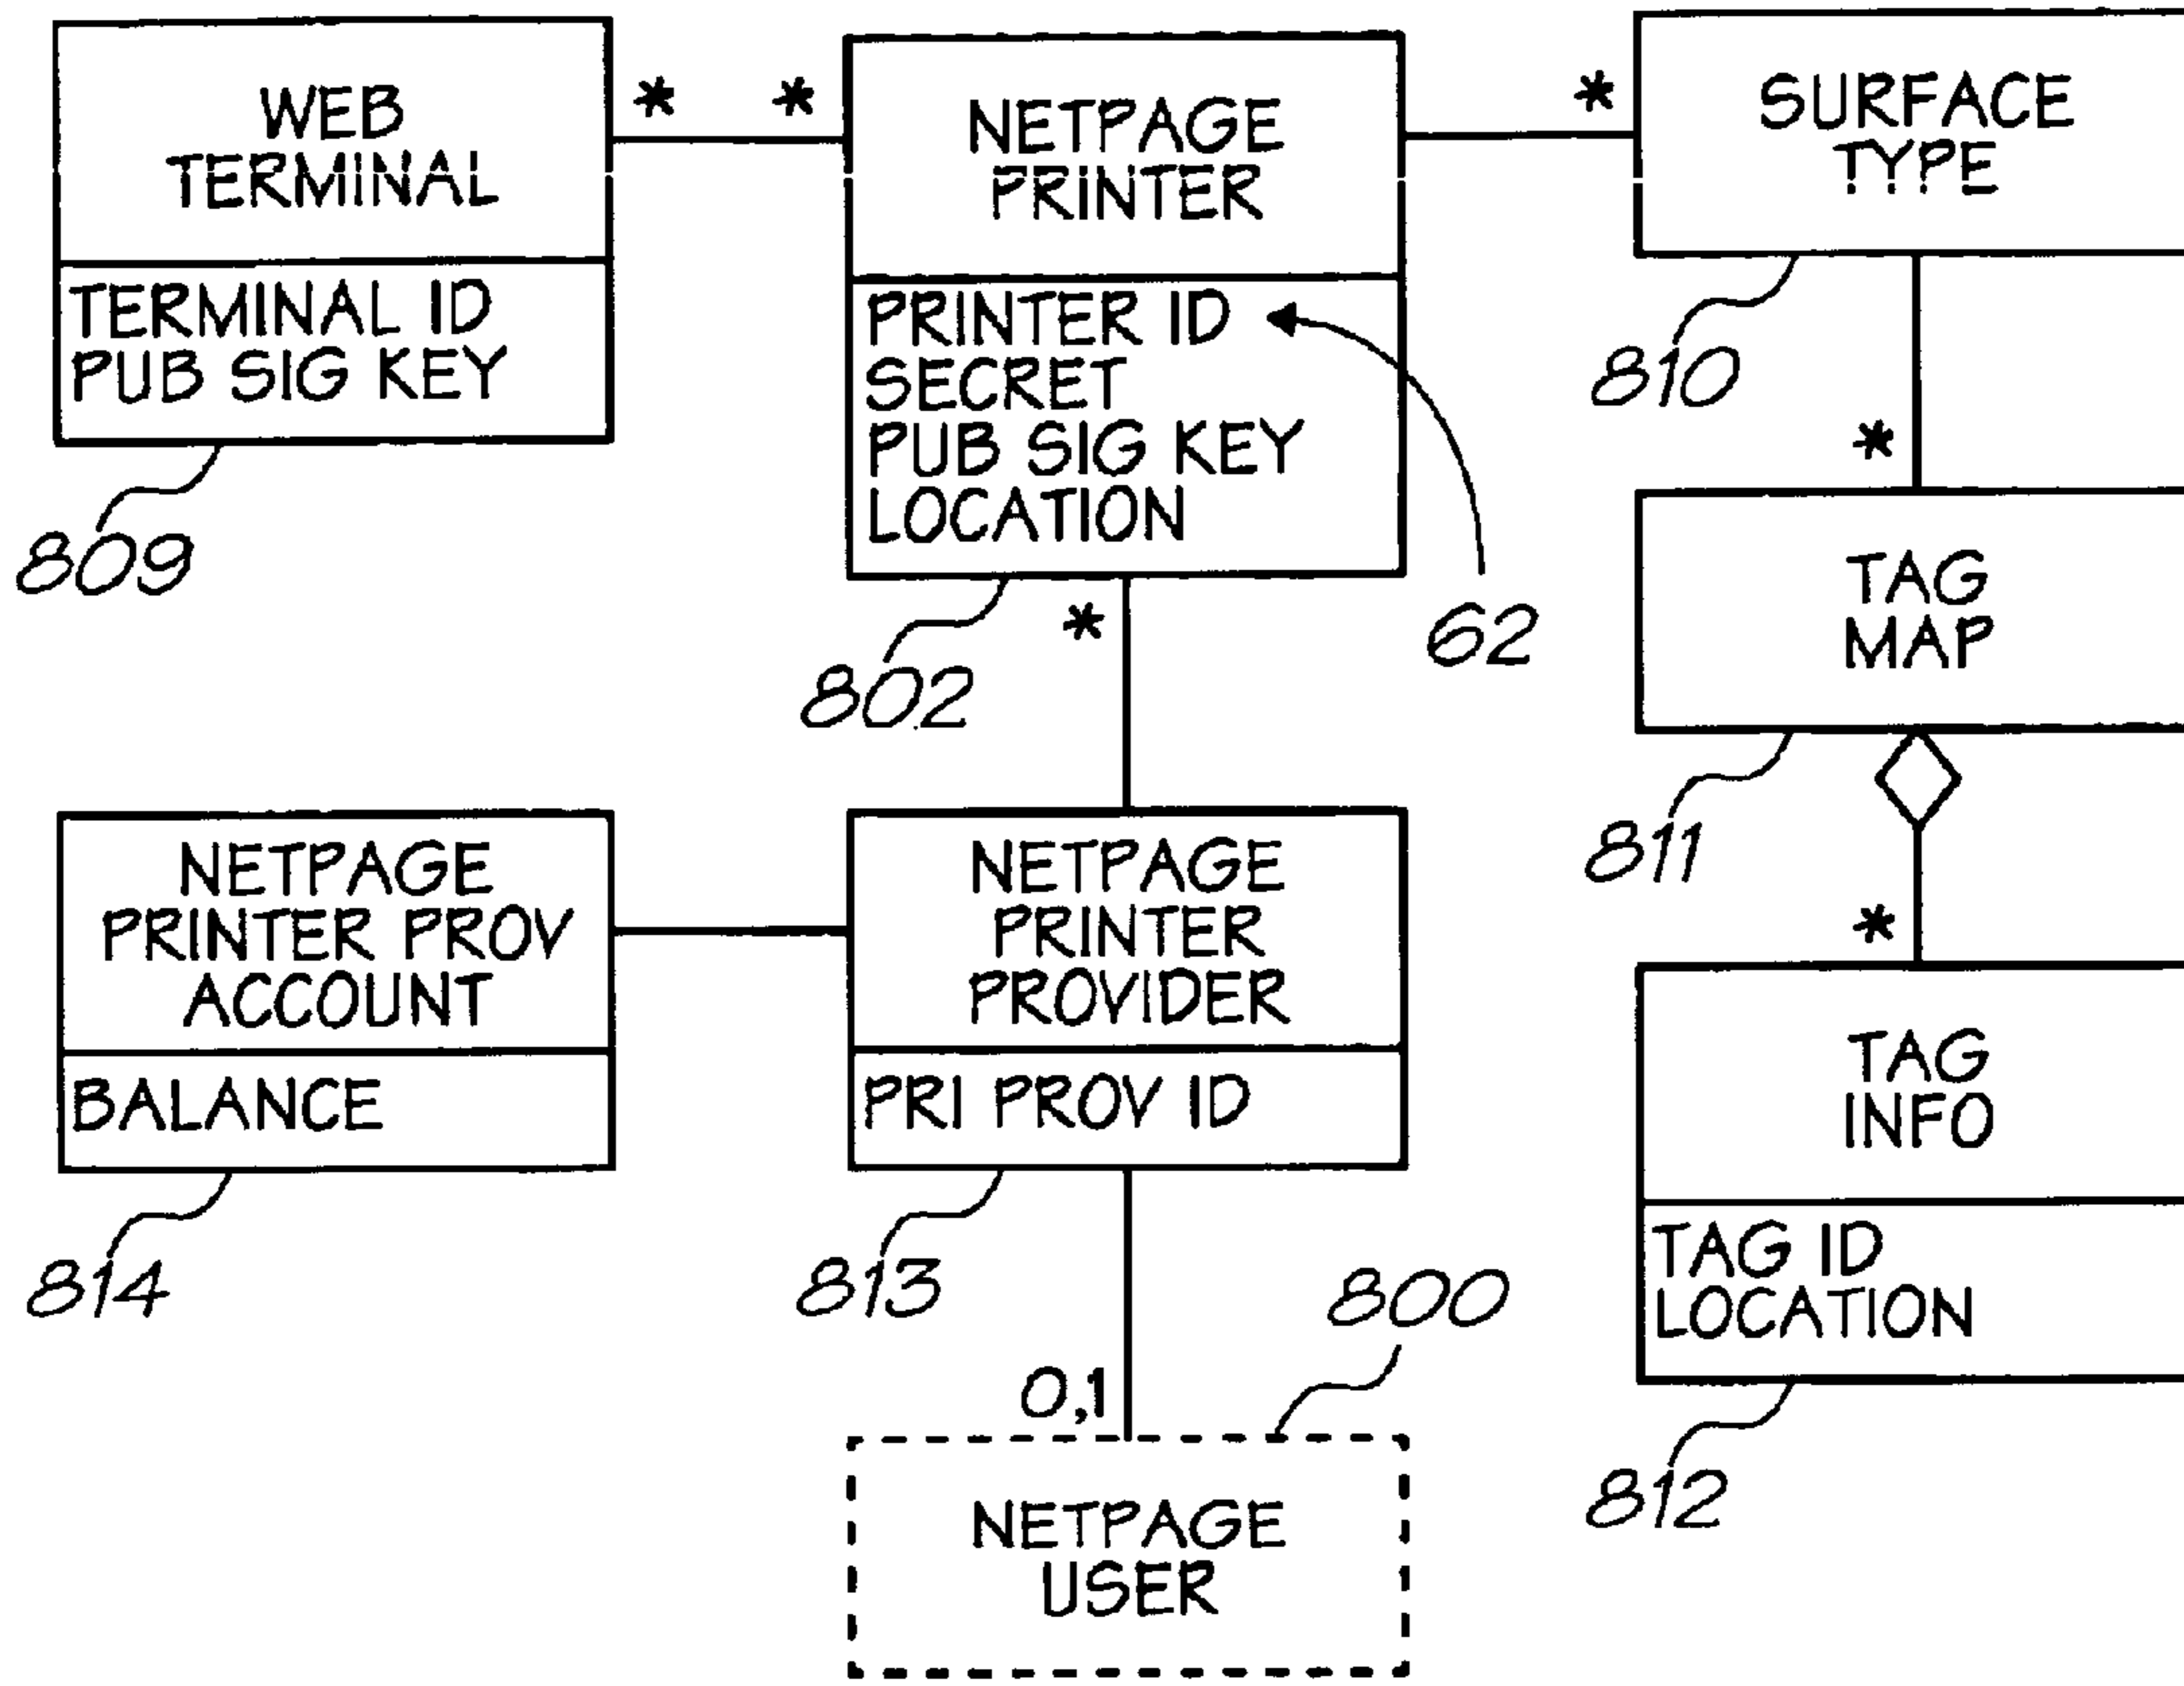 WEB
TERMINAL
TERMINAL ID
PUB SIG KEY
809
*
*
NETPAGE
PRINTER
PRINTER ID
SECRET
PUB SIG KEY
LOCATION
802
62
*
*
SURFACE
TYPE
810
*
TAG
MAP
811
*
TAG
INFO
TAG ID
LOCATION
812
NETPAGE
PRINTER PROV
ACCOUNT
BALANCE
814
NETPAGE
PRINTER
PROVIDER
PRI PROV ID
813
0,1
800
NETPAGE
USER